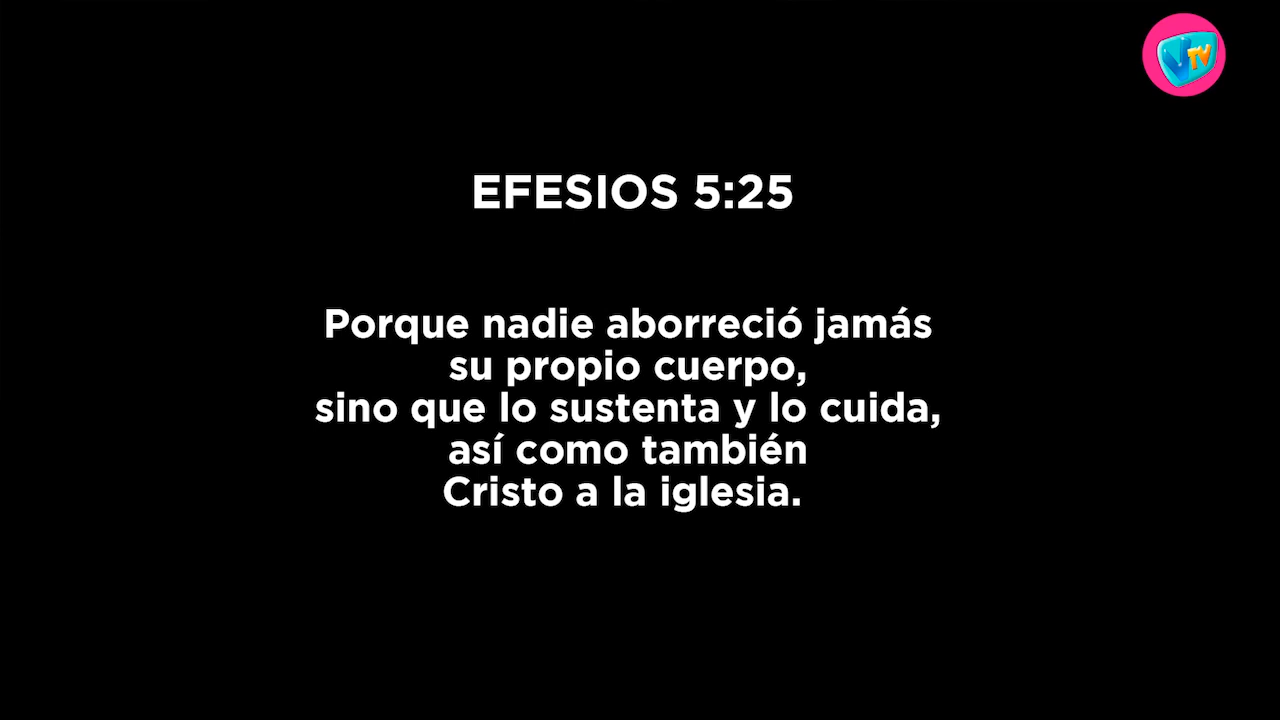 VTV
EFESIOS 5:25
Porque nadie aborreció jamás
su propio cuerpo,
sino que lo sustenta y lo cuida,
así como también
Cristo a la iglesia.